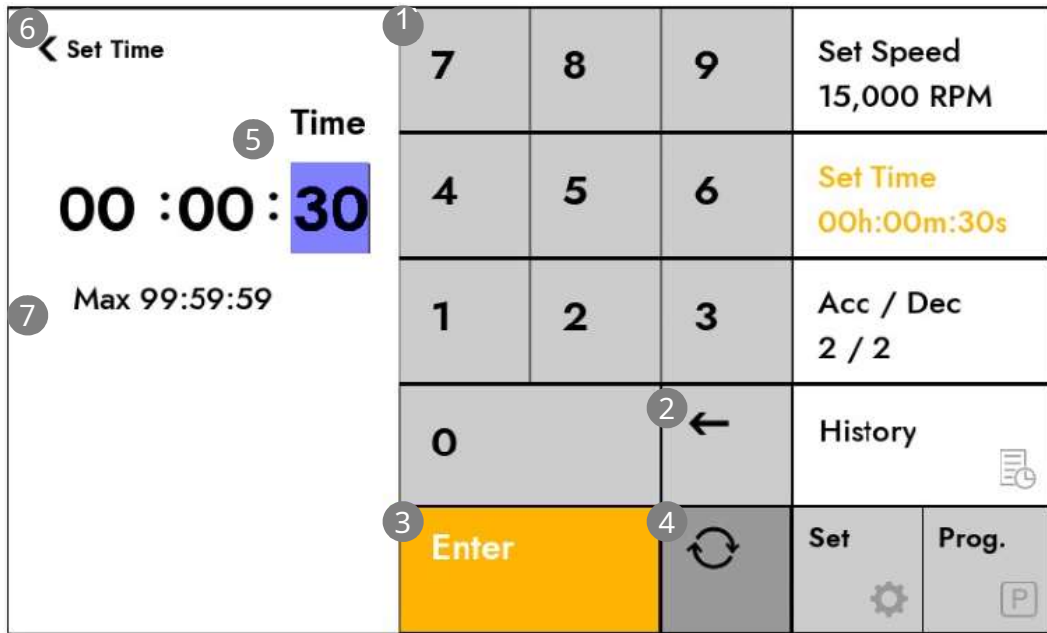 6
Set Time
5
Time
00 :00: 30
7
Max 99:59:59
1
7 8 9
4 5 6
1 2 3
0
2
←
3
Enter
4
Set Speed
15,000 RPM
Set Time
00h:00m:30s
Acc / Dec
2 / 2
History
Set
Prog.
P